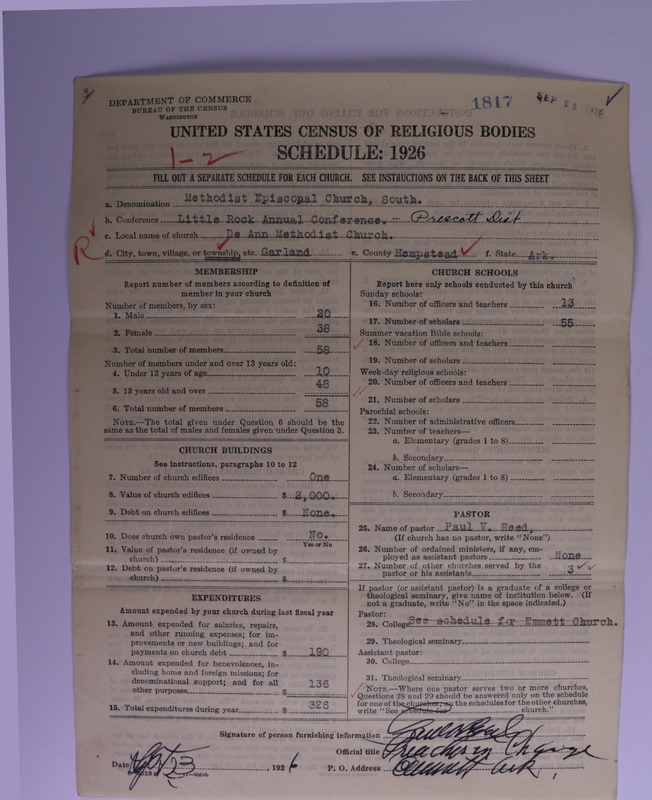 DEPARTMENT OF COMMERCE
BUREAU OF THE CENSUS
WASHINGTON
1817
SEP 28 1926
UNITED STATES CENSUS OF RELIGIOUS BODIES
1-2
SCHEDULE: 1926
FILL OUT A SEPARATE SCHEDULE FOR EACH CHURCH. SEE INSTRUCTIONS ON THE BACK OF THIS SHEET
a. Denomination Methodist Episcopal Church, South.
b. Conference Little Rock Annual Conference. - Prescott Dist
c. Local name of church De Ann Methodist Church.
R
d. City, town, village, or township, etc. Garland e. County Hempstead f. State Ark.
MEMBERSHIP
Report number of members according to definition of
member in your church
Number of members, by sex:
1. Male 20
2. Female 38
3. Total number of members 58
Number of members under and over 13 years old:
4. Under 13 years of age 10
5. 13 years old and over 48
6. Total number of members 58
NOTE.—The total given under Question 6 should be
same as the total of males and females given under Question 3.
CHURCH BUILDINGS
See instructions, paragraphs 10 to 12
7. Number of church edifices One
8. Value of church edifices $ 2,000.
9. Debt on church edifices $ None.
10. Does church own pastor's residence? No.
Yes or No
11. Value of pastor's residence (if owned by
church) $
12. Debt on pastor's residence (if owned by
church) $
EXPENDITURES
Amount expended by your church during last fiscal year
13. Amount expended for salaries, repairs,
and other running expenses; for im-
provements or new buildings; and for
payments on church debt $ 190
14. Amount expended for benevolences, in-
cluding home and foreign missions; for
denominational support; and for all
other purposes $ 136
15. Total expenditures during year $ 326
CHURCH SCHOOLS
Report here only schools conducted by this church
Sunday schools:
16. Number of officers and teachers 13
17. Number of scholars 55
Summer vacation Bible schools:
18. Number of officers and teachers
19. Number of scholars
Week-day religious schools:
20. Number of officers and teachers
21. Number of scholars
Parochial schools:
22. Number of administrative officers
23. Number of teachers—
a. Elementary (grades 1 to 8)
b. Secondary
24. Number of scholars—
a. Elementary (grades 1 to 8)
b. Secondary
PASTOR
25. Name of pastor Paul V. Reed,
(If church has no pastor, write "None")
26. Number of ordained ministers, if any, em-
ployed as assistant pastors None
27. Number of other churches served by the
pastor or his assistants 3
If pastor (or assistant pastor) is a graduate of a college or
theological seminary, give name of institution below. (If
not a graduate, write "No" in the space indicated.)
Pastor:
28. College See schedule for Emmett Church.
29. Theological seminary
Assistant pastor:
30. College
31. Theological seminary
NOTE.—Where one pastor serves two or more churches,
Questions 28 and 29 should be answered only on the schedule
for one of the churches; on the schedules for the other churches,
write "See schedule for church."
Signature of person furnishing information
Official title Preacher in Charge
Date 23, 1926 P. O. Address Emmett Ark